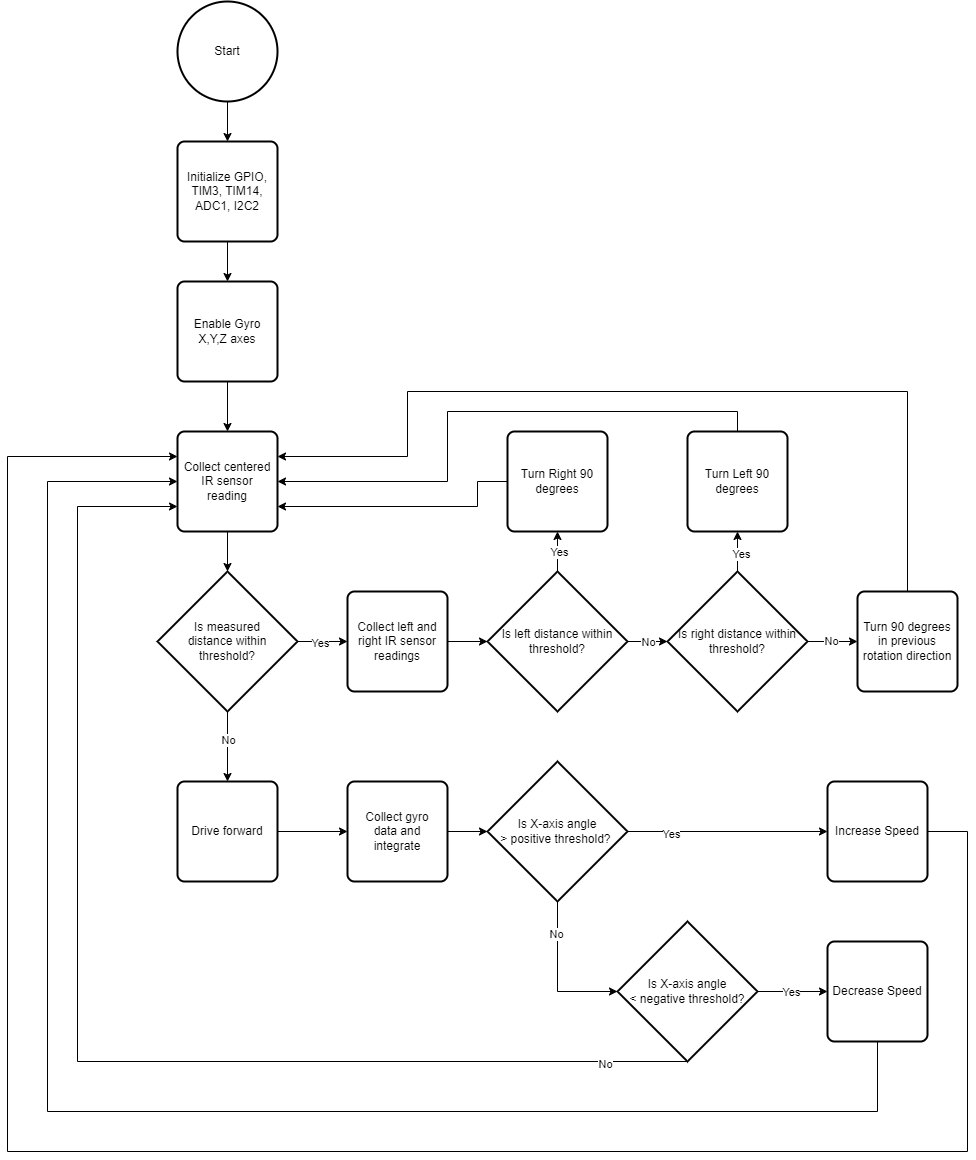 Start
Initialize GPIO,
TIM3, TIM14,
ADC1, I2C2
Enable Gyro
X,Y,Z axes
Collect centered
IR sensor
reading
Turn Right 90
degrees
Turn Left 90
degrees
Yes
Yes
Is measured
distance within
threshold?
Yes
Collect left and
right IR sensor
readings
Is left distance within
threshold?
No
Is right distance within
threshold?
No
Turn 90 degrees
in previous
rotation direction
No
Drive forward
Collect gyro
data and
integrate
Is X-axis angle
> positive threshold?
Yes
Increase Speed
No
Is X-axis angle
< negative threshold?
Yes
Decrease Speed
No